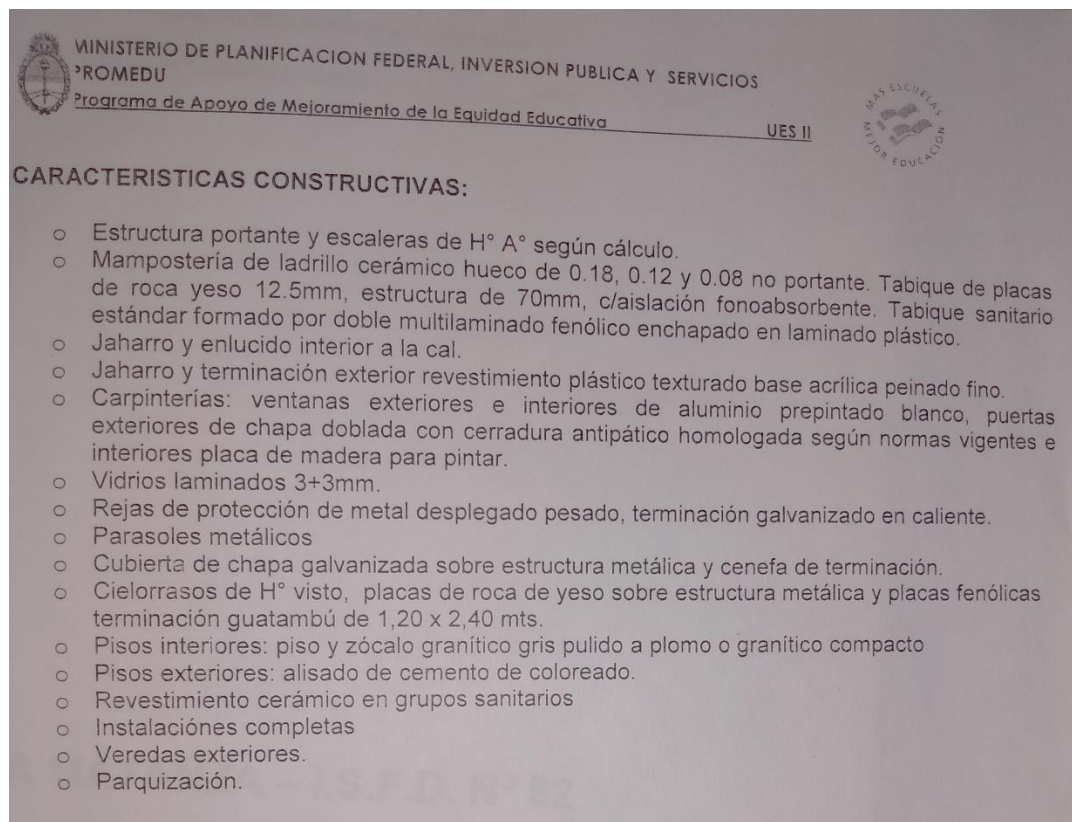 MINISTERIO DE PLANIFICACION FEDERAL, INVERSION PUBLICA Y SERVICIOS
PROMEDU
Programa de Apoyo de Mejoramiento de la Equidad Educativa UES II
MAS ESCUELAS
MEJOR EDUCACIÓN
CARACTERISTICAS CONSTRUCTIVAS:
○ Estructura portante y escaleras de H° A° según cálculo.
○ Mampostería de ladrillo cerámico hueco de 0.18, 0.12 y 0.08 no portante. Tabique de placas
de roca yeso 12.5mm, estructura de 70mm, c/aislación fonoabsorbente. Tabique sanitario
estándar formado por doble multilaminado fenólico enchapado en laminado plástico.
○ Jaharro y enlucido interior a la cal.
○ Jaharro y terminación exterior revestimiento plástico texturado base acrílica peinado fino.
○ Carpinterías: ventanas exteriores e interiores de aluminio prepintado blanco, puertas
exteriores de chapa doblada con cerradura antipático homologada según normas vigentes e
interiores placa de madera para pintar.
○ Vidrios laminados 3+3mm.
○ Rejas de protección de metal desplegado pesado, terminación galvanizado en caliente.
○ Parasoles metálicos
○ Cubierta de chapa galvanizada sobre estructura metálica y cenefa de terminación.
○ Cielorrasos de H° visto, placas de roca de yeso sobre estructura metálica y placas fenólicas
terminación guatambú de 1,20 x 2,40 mts.
○ Pisos interiores: piso y zócalo granítico gris pulido a plomo o granítico compacto
○ Pisos exteriores: alisado de cemento de coloreado.
○ Revestimiento cerámico en grupos sanitarios
○ Instalaciónes completas
○ Veredas exteriores.
○ Parquización.
I.S.F.D. N° 82